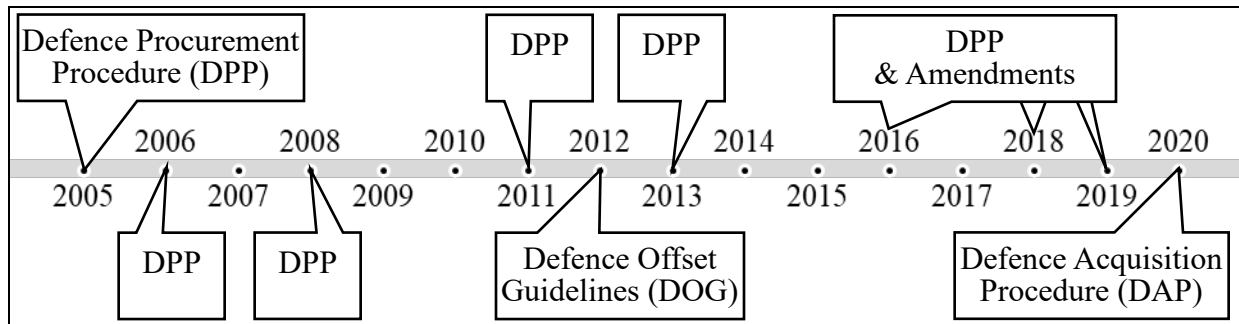 Defence Procurement
Procedure (DPP)
DPP
DPP
DPP
& Amendments
2006
2008
2010
2012
2014
2016
2018
2020
2005
2007
2009
2011
2013
2015
2017
2019
DPP
DPP
Defence Offset
Guidelines (DOG)
Defence Acquisition
Procedure (DAP)